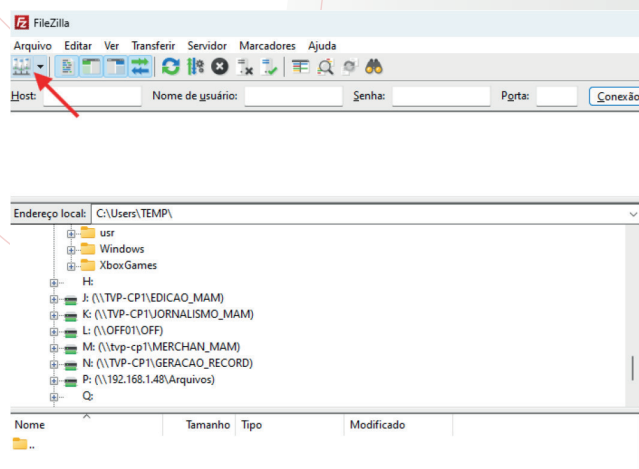 FileZilla
Arquivo Editar Ver Transferir Servidor Marcadores Ajuda
Host: Nome de usuário: Senha: Porta: Conexão
Endereço local: C:\Users\TEMP\
usr
Windows
XboxGames
H:
J: (\\TVP-CP1\EDICAO_MAM)
K: (\\TVP-CP1\JORNALISMO_MAM)
L: (\\OFF01\OFF)
M: (\\tvp-cp1\MERCHAN_MAM)
N: (\\TVP-CP1\GERACAO_RECORD)
P: (\\192.168.1.48\Arquivos)
Q:
Nome Tamanho Tipo Modificado
..